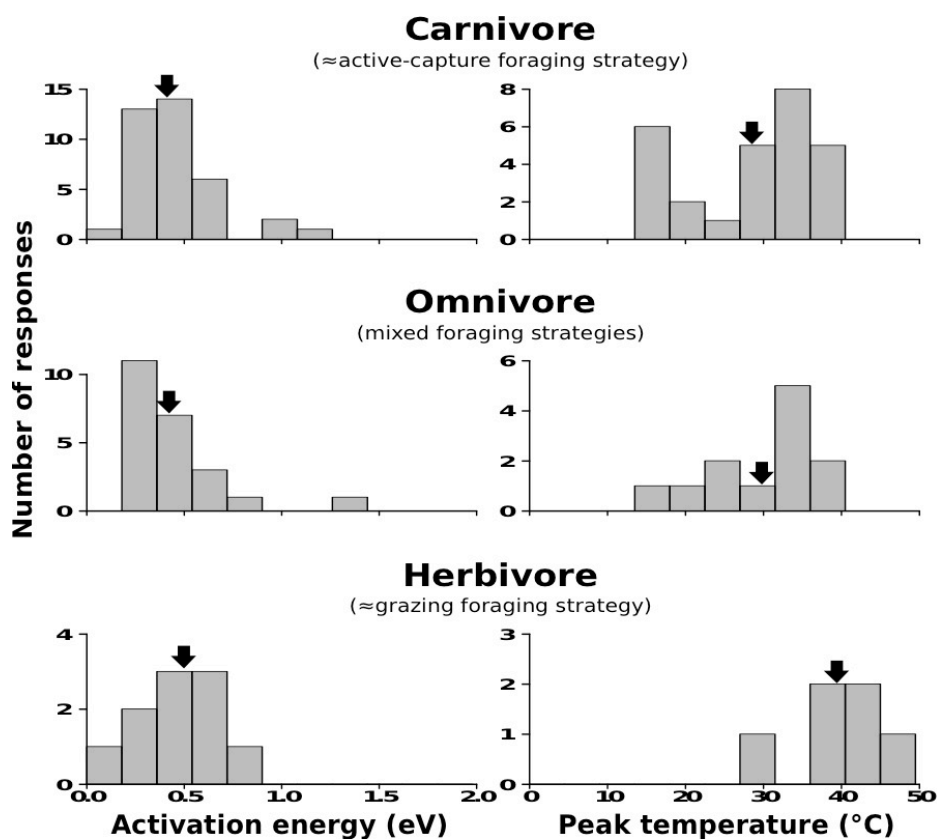 Carnivore
(≈active-capture foraging strategy)
15
10
5
0
8
6
4
2
0
Omnivore
(mixed foraging strategies)
10
5
0
6
4
2
0
Number of responses
Herbivore
(≈grazing foraging strategy)
4
2
0
3
2
1
0
0.0 0.5 1.0 1.5 2.0
0 10 20 30 40 50
Activation energy (eV)
Peak temperature (°C)